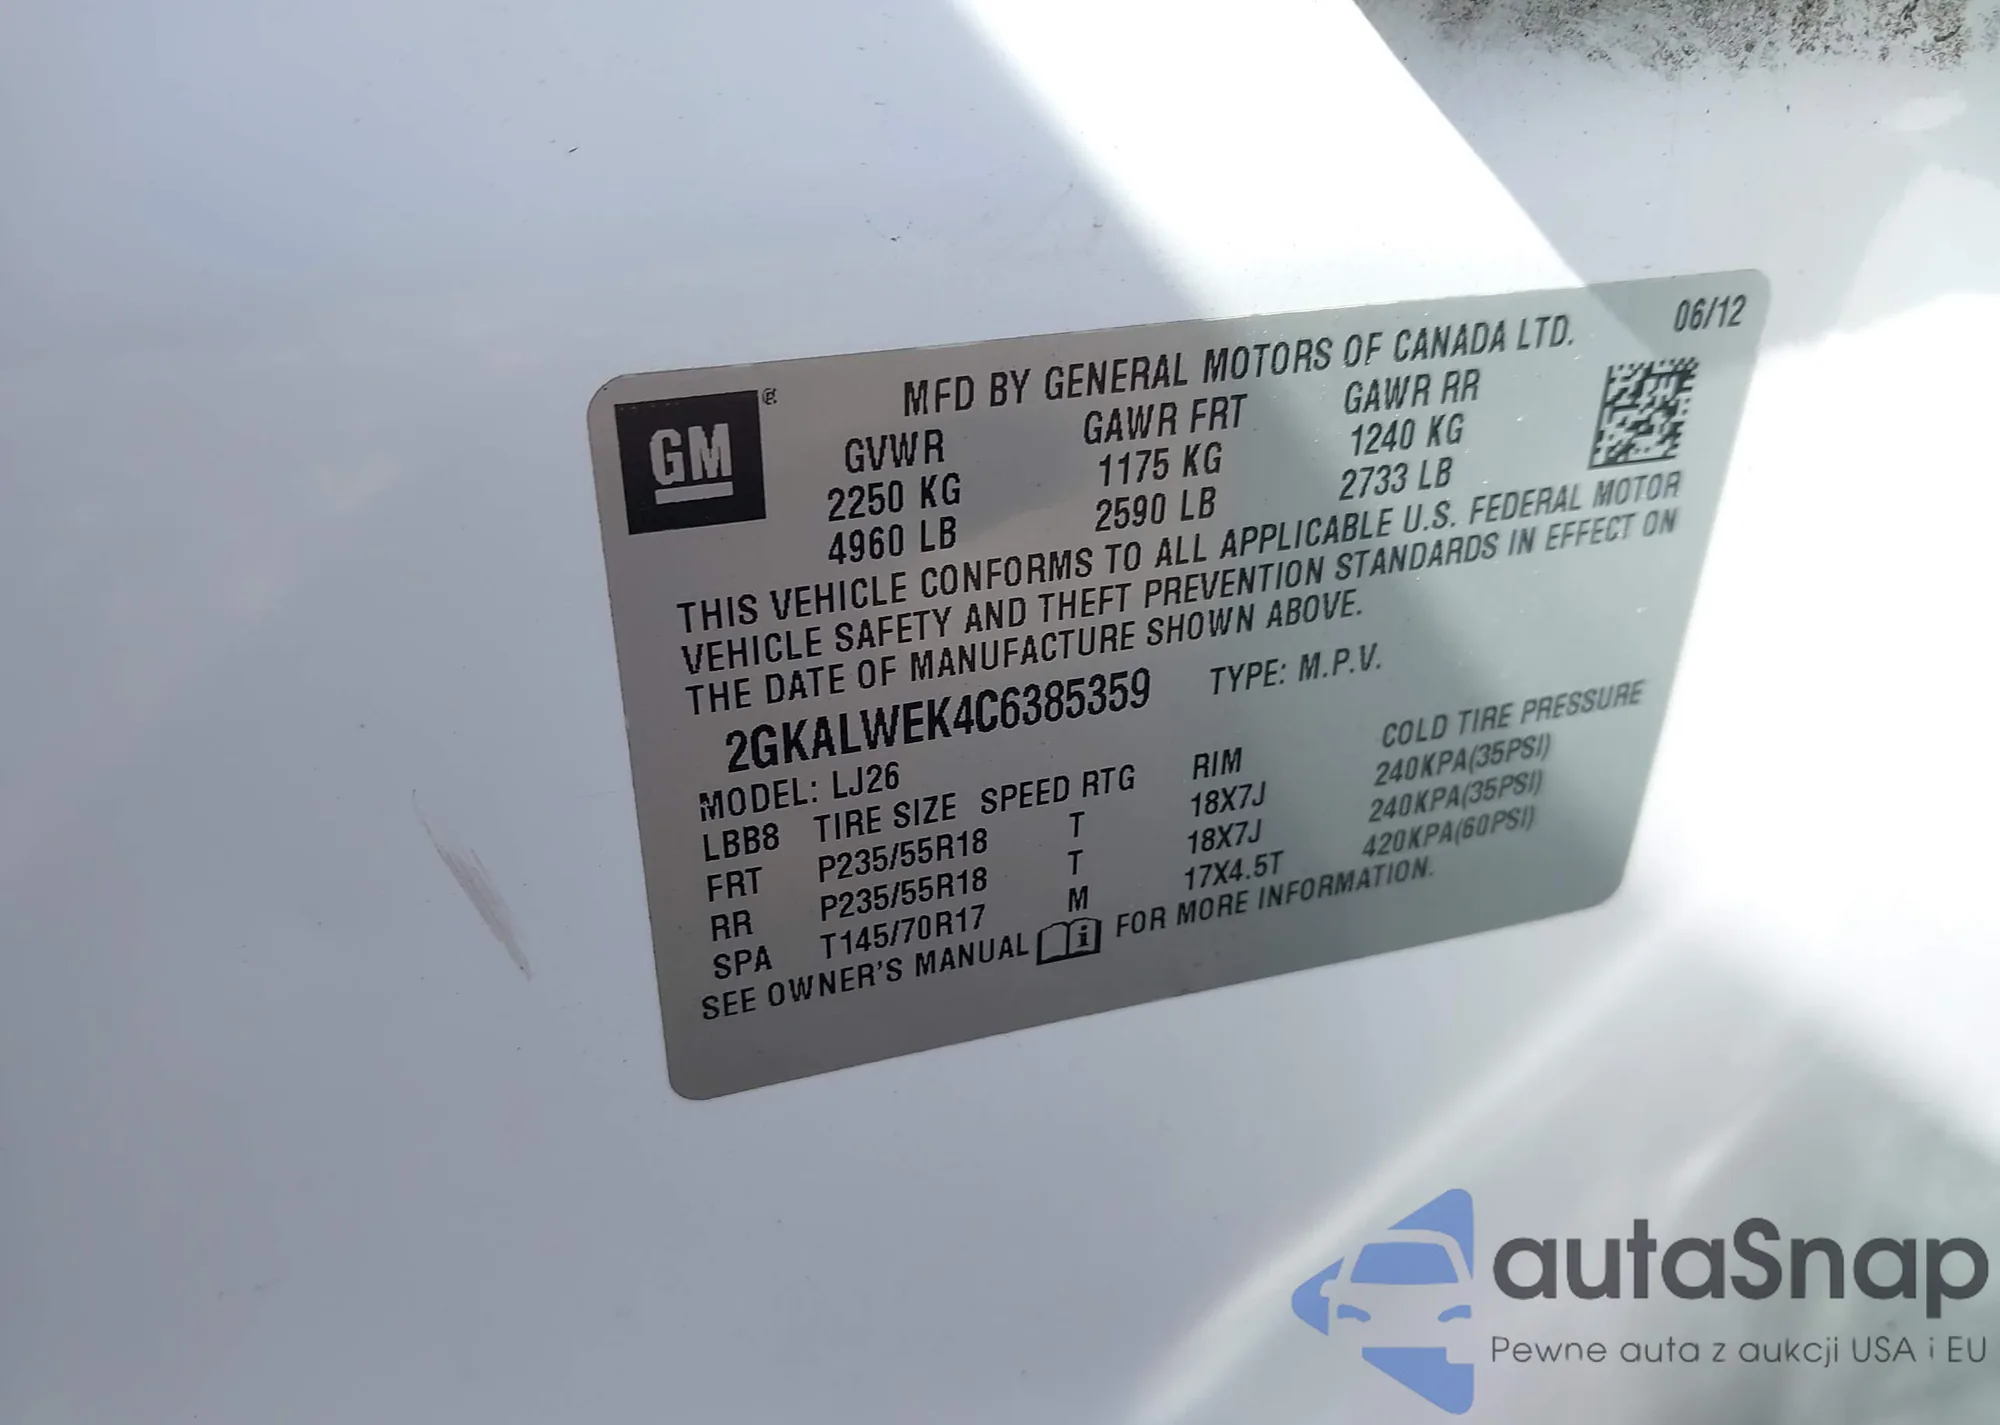 06/12
MFD BY GENERAL MOTORS OF CANADA LTD.
GM ®
GVWR GAWR FRT GAWR RR
2250 KG 1175 KG 1240 KG
4960 LB 2590 LB 2733 LB
THIS VEHICLE CONFORMS TO ALL APPLICABLE U.S. FEDERAL MOTOR
VEHICLE SAFETY AND THEFT PREVENTION STANDARDS IN EFFECT ON
THE DATE OF MANUFACTURE SHOWN ABOVE.
2GKALWEK4C6385359 TYPE: M.P.V.
MODEL: LJ26
LBB8 TIRE SIZE SPEED RTG RIM COLD TIRE PRESSURE
FRT P235/55R18 T 18X7J 240KPA(35PSI)
RR P235/55R18 T 18X7J 240KPA(35PSI)
SPA T145/70R17 M 17X4.5T 420KPA(60PSI)
SEE OWNER'S MANUAL i FOR MORE INFORMATION.
autaSnap
Pewne auta z aukcji USA i EU